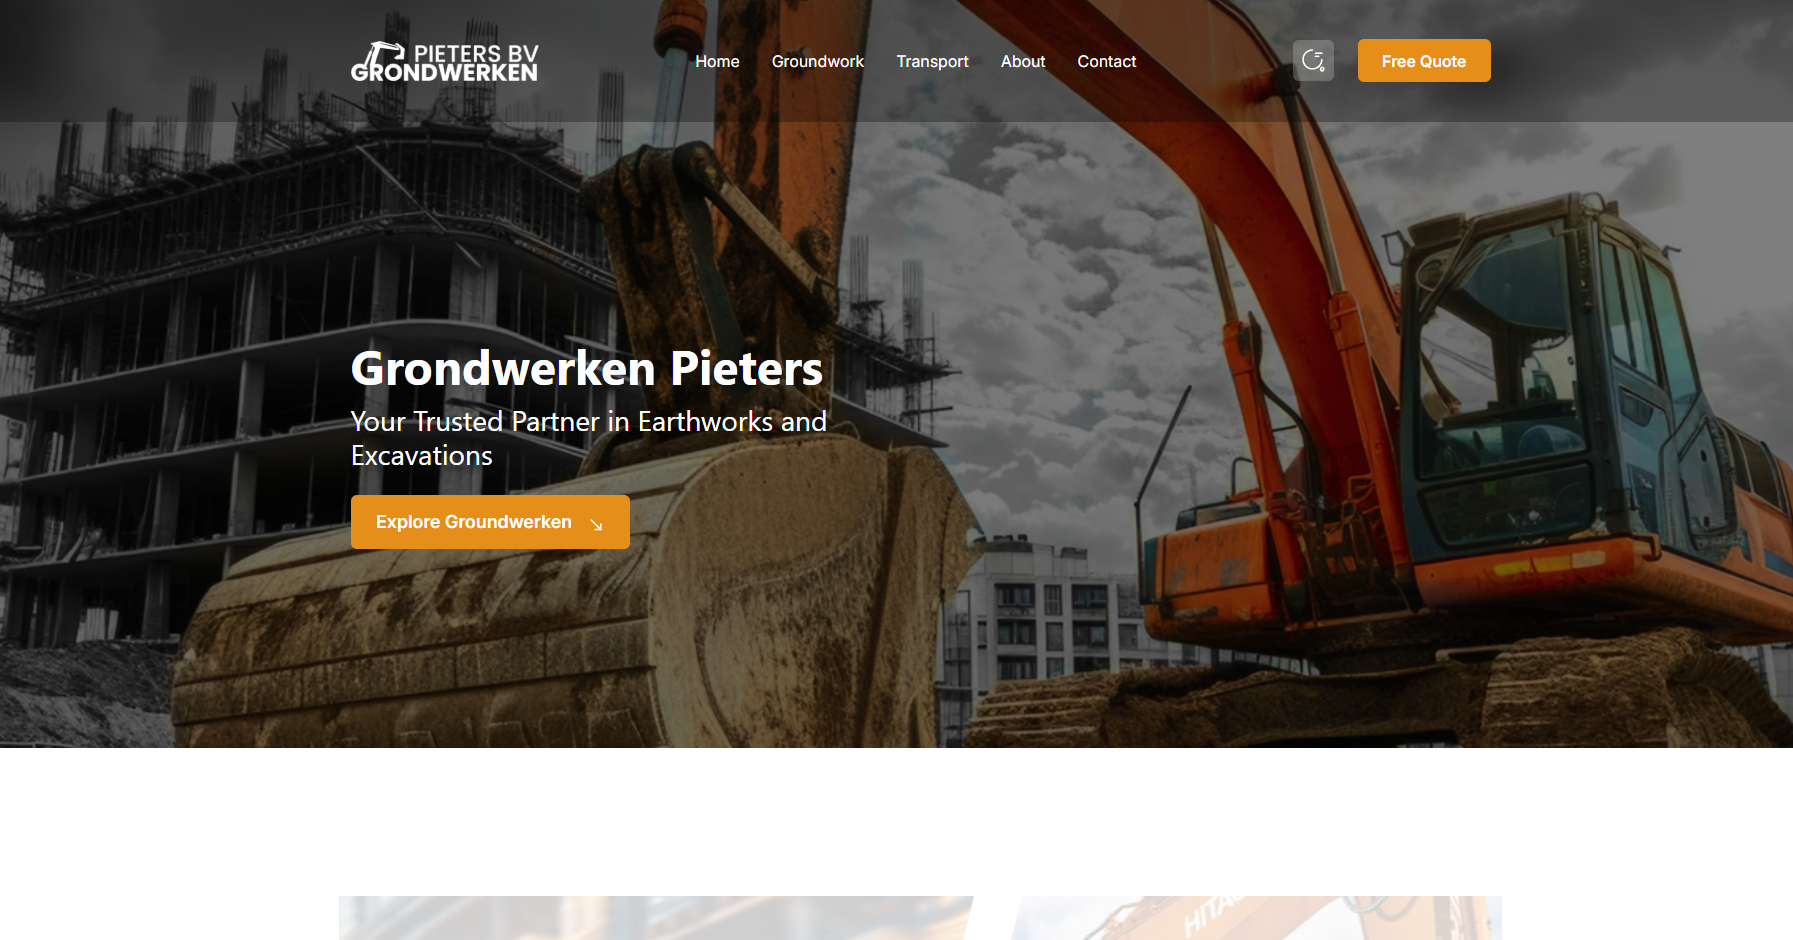 PIETERS BV
GRONDWERKEN
Home
Groundwork
Transport
About
Contact
Free Quote
Grondwerken Pieters
Your Trusted Partner in Earthworks and
Excavations
Explore Groundwerken